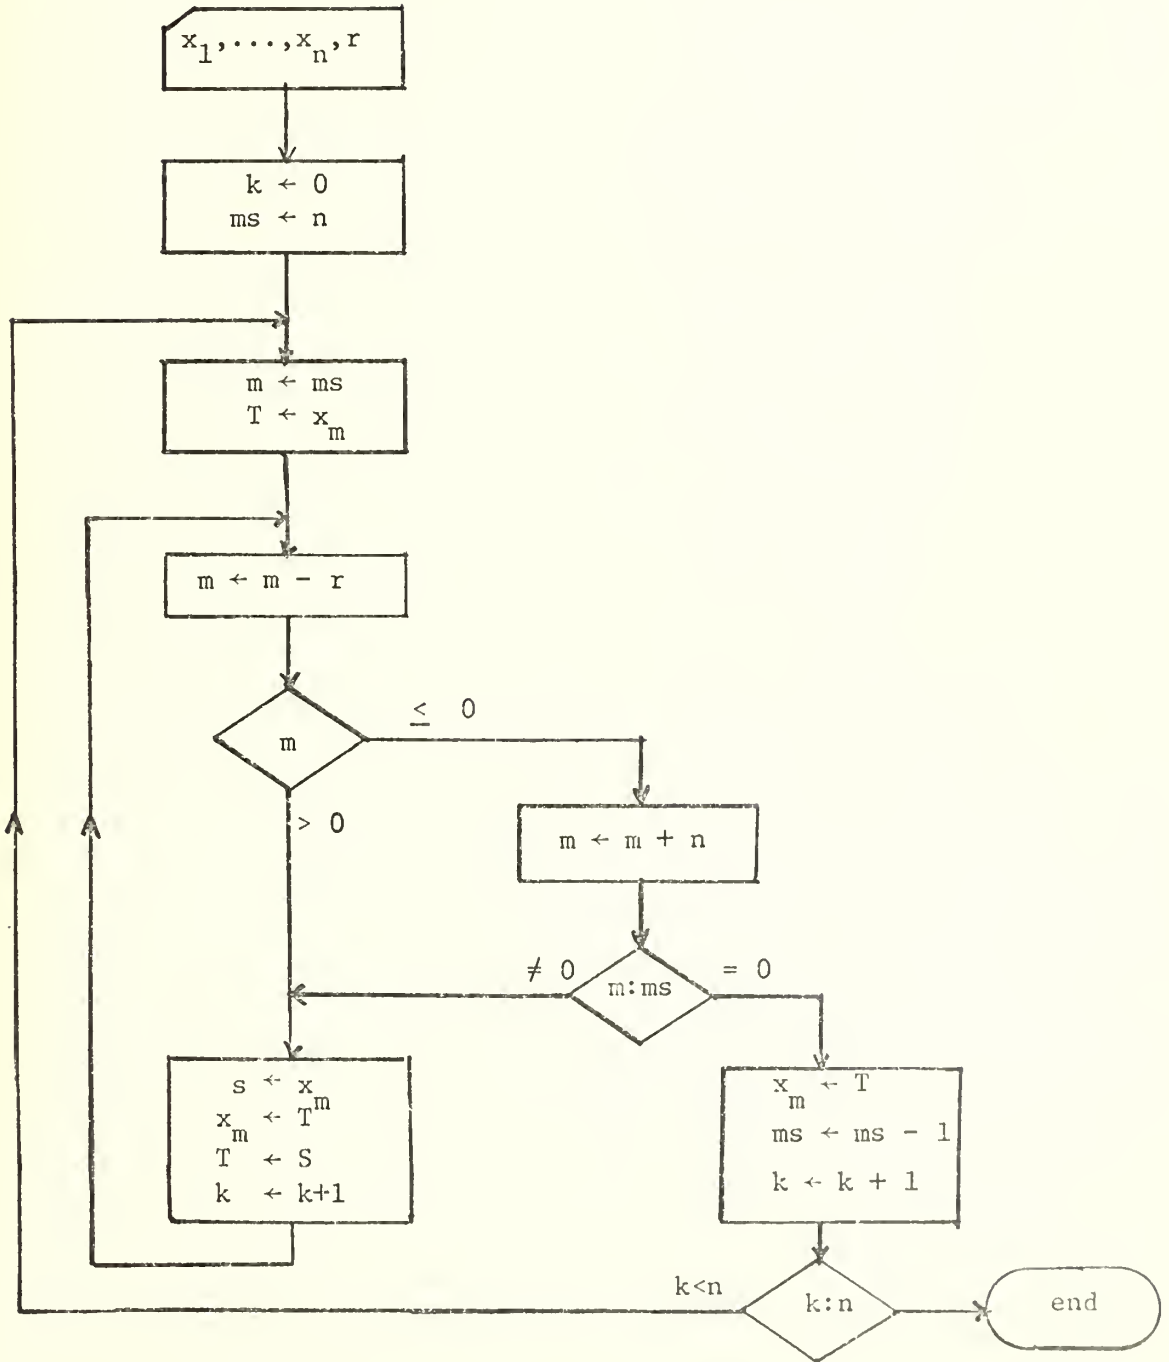 x1,...,xn,r
k ← 0
ms ← n
m ← ms
T ← xm
m ← m - r
m
≤ 0
> 0
m ← m + n
m:ms
≠ 0
= 0
s ← xm
xm ← T
T ← S
k ← k+1
xm ← T
ms ← ms - 1
k ← k + 1
k<n
k:n
end